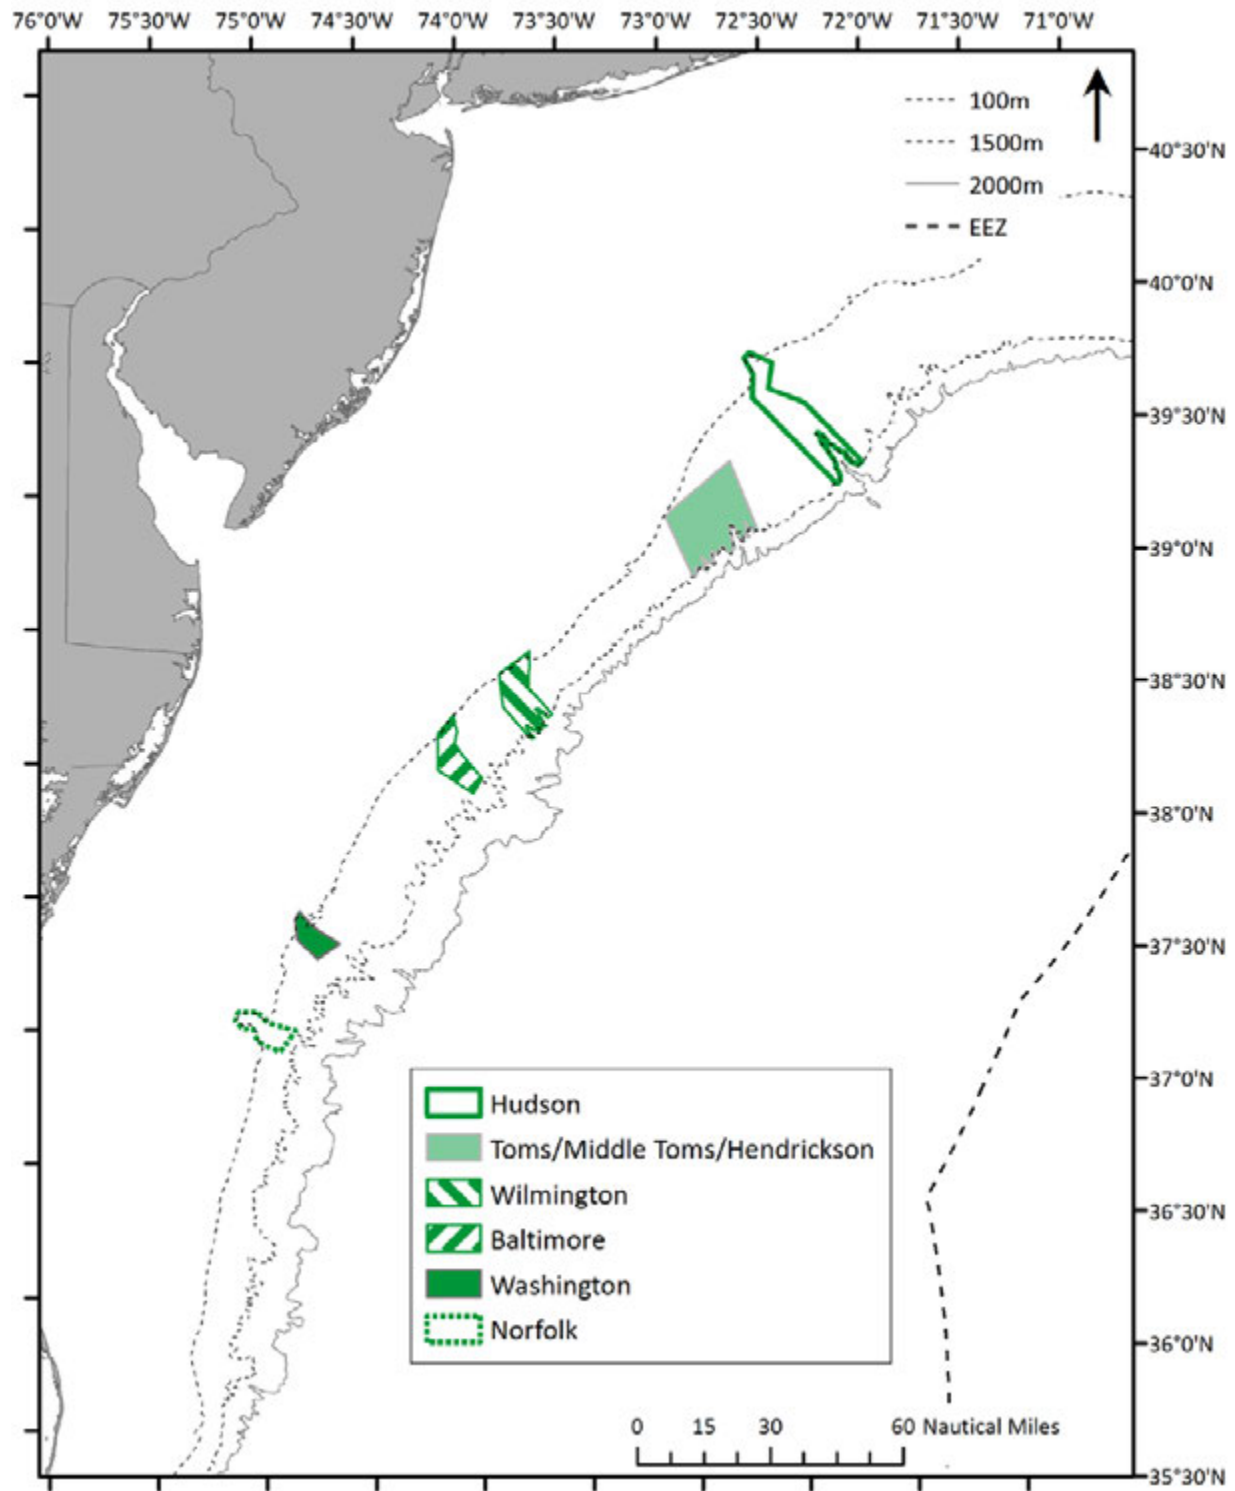 76°0'W 75°30'W 75°0'W 74°30'W 74°0'W 73°30'W 73°0'W 72°30'W 72°0'W 71°30'W 71°0'W
100m
1500m
2000m
EEZ
40°30'N
40°0'N
39°30'N
39°0'N
38°30'N
38°0'N
37°30'N
37°0'N
36°30'N
36°0'N
35°30'N
Hudson
Toms/Middle Toms/Hendrickson
Wilmington
Baltimore
Washington
Norfolk
0 15 30 60 Nautical Miles